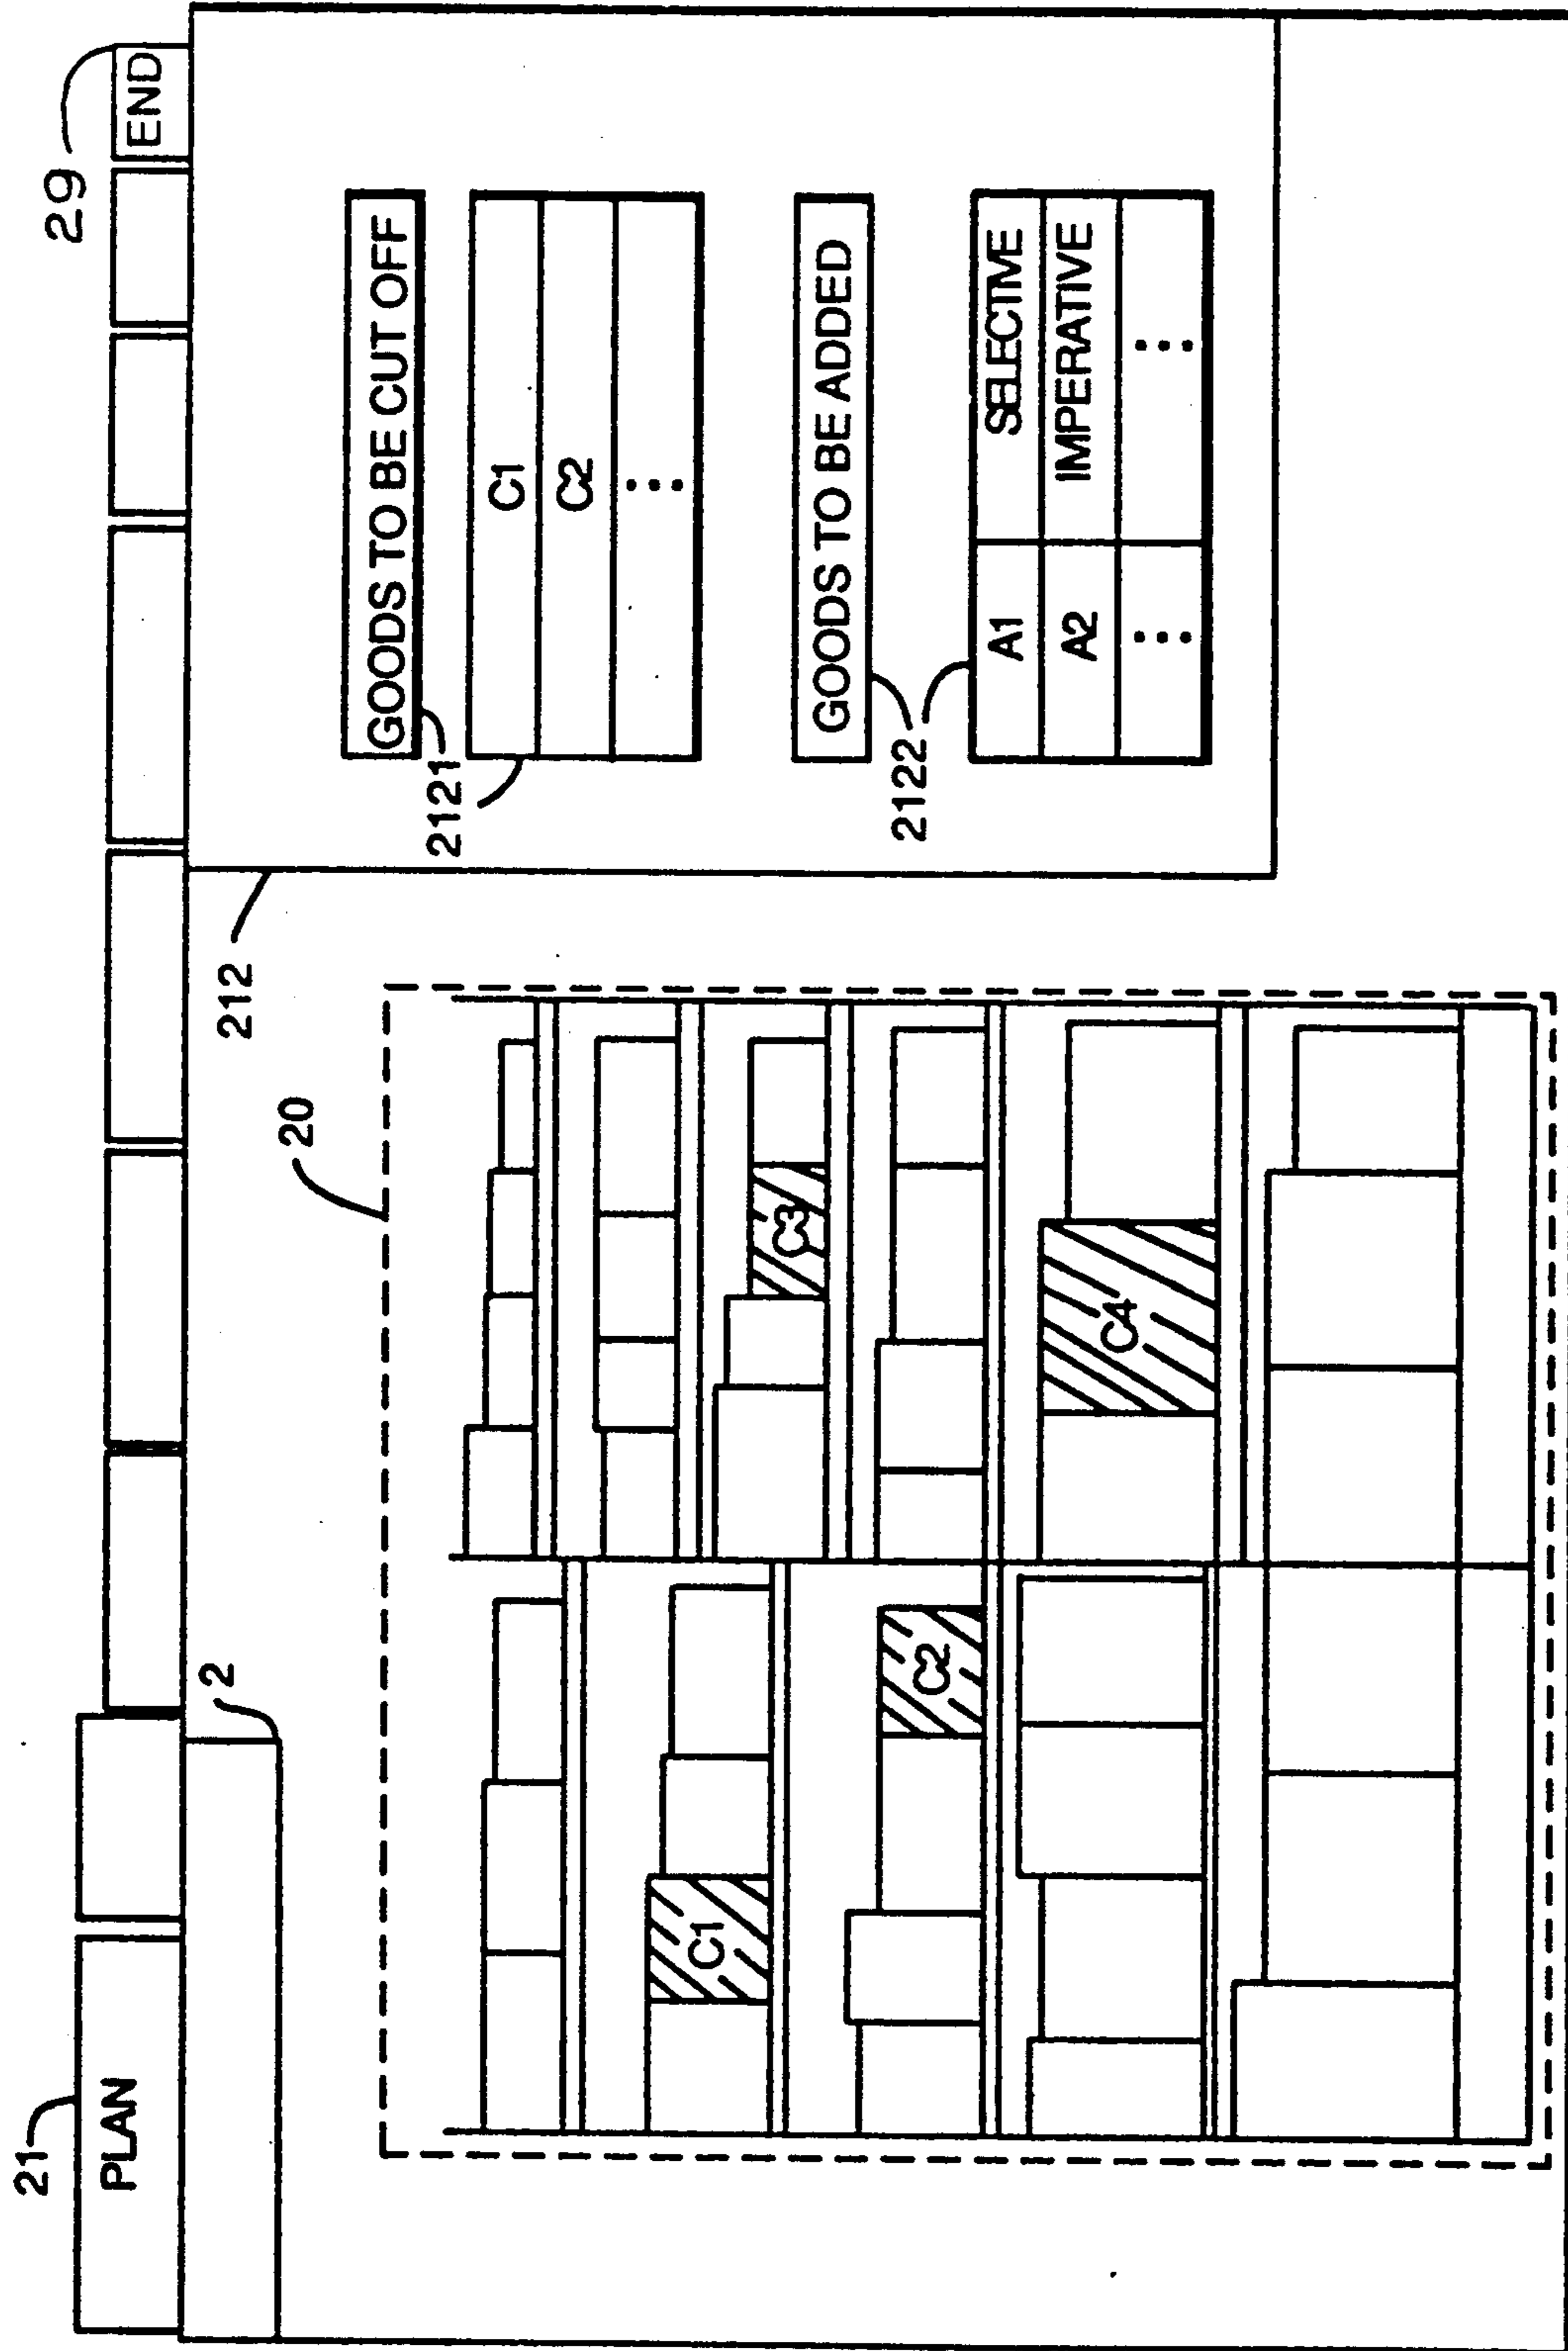 21
PLAN
29
END
2
212
20
GOODS TO BE CUT OFF
2121
C1
C2
⋮
GOODS TO BE ADDED
2122
A1 SELECTIVE
A2 IMPERATIVE
⋮ ⋮
C1
C2
C3
C4